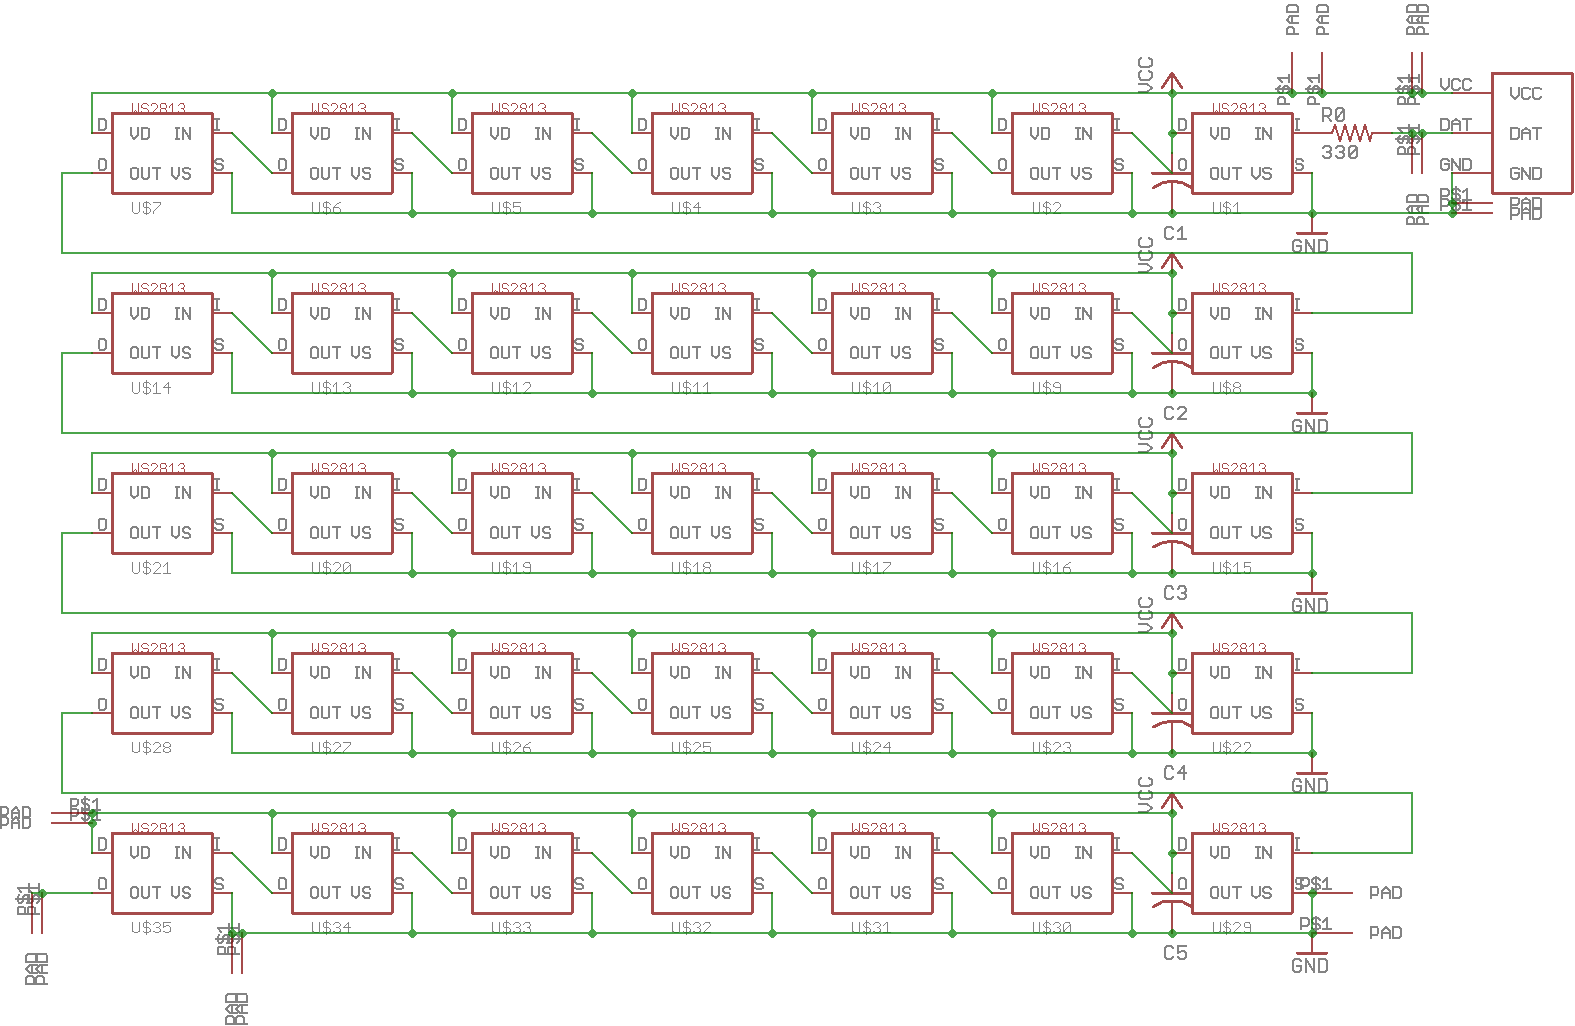 PAD PAD PAD PAD
VCC
P$1 P$1 P$1 P$1 VCC
WS2813 WS2813 WS2813 WS2813 WS2813 WS2813 WS2813
VCC
R0
D I D I D I D I D I D I D I DAT
VD IN VD IN VD IN VD IN VD IN VD IN VD IN DAT
P$1 P$1
330
O S O S O S O S O S O S O S GND
OUT VS OUT VS OUT VS OUT VS OUT VS OUT VS OUT VS GND
P$1
P$1
U$7 U$6 U$5 U$4 U$3 U$2 U$1 PAD PAD PAD
PAD
C1
GND
VCC
WS2813 WS2813 WS2813 WS2813 WS2813 WS2813 WS2813
D I D I D I D I D I D I D I
VD IN VD IN VD IN VD IN VD IN VD IN VD IN
O S O S O S O S O S O S O S
OUT VS OUT VS OUT VS OUT VS OUT VS OUT VS OUT VS
U$14 U$13 U$12 U$11 U$10 U$9 U$8
C2
GND
VCC
WS2813 WS2813 WS2813 WS2813 WS2813 WS2813 WS2813
D I D I D I D I D I D I D I
VD IN VD IN VD IN VD IN VD IN VD IN VD IN
O S O S O S O S O S O S O S
OUT VS OUT VS OUT VS OUT VS OUT VS OUT VS OUT VS
U$21 U$20 U$19 U$18 U$17 U$16 U$15
C3
GND
VCC
WS2813 WS2813 WS2813 WS2813 WS2813 WS2813 WS2813
D I D I D I D I D I D I D I
VD IN VD IN VD IN VD IN VD IN VD IN VD IN
O S O S O S O S O S O S O S
OUT VS OUT VS OUT VS OUT VS OUT VS OUT VS OUT VS
U$28 U$27 U$26 U$25 U$24 U$23 U$22
C4
GND
VCC
PAD P$1
PAD P$1
WS2813 WS2813 WS2813 WS2813 WS2813 WS2813 WS2813
D I D I D I D I D I D I D I
VD IN VD IN VD IN VD IN VD IN VD IN VD IN
P$1 P$1 O S O S O S O S O S O S O S P$1 PAD
OUT VS OUT VS OUT VS OUT VS OUT VS OUT VS OUT VS
U$35 U$34 U$33 U$32 U$31 U$30 U$29 P$1 PAD
P$1 P$1
C5
GND
PAD PAD
PAD PAD